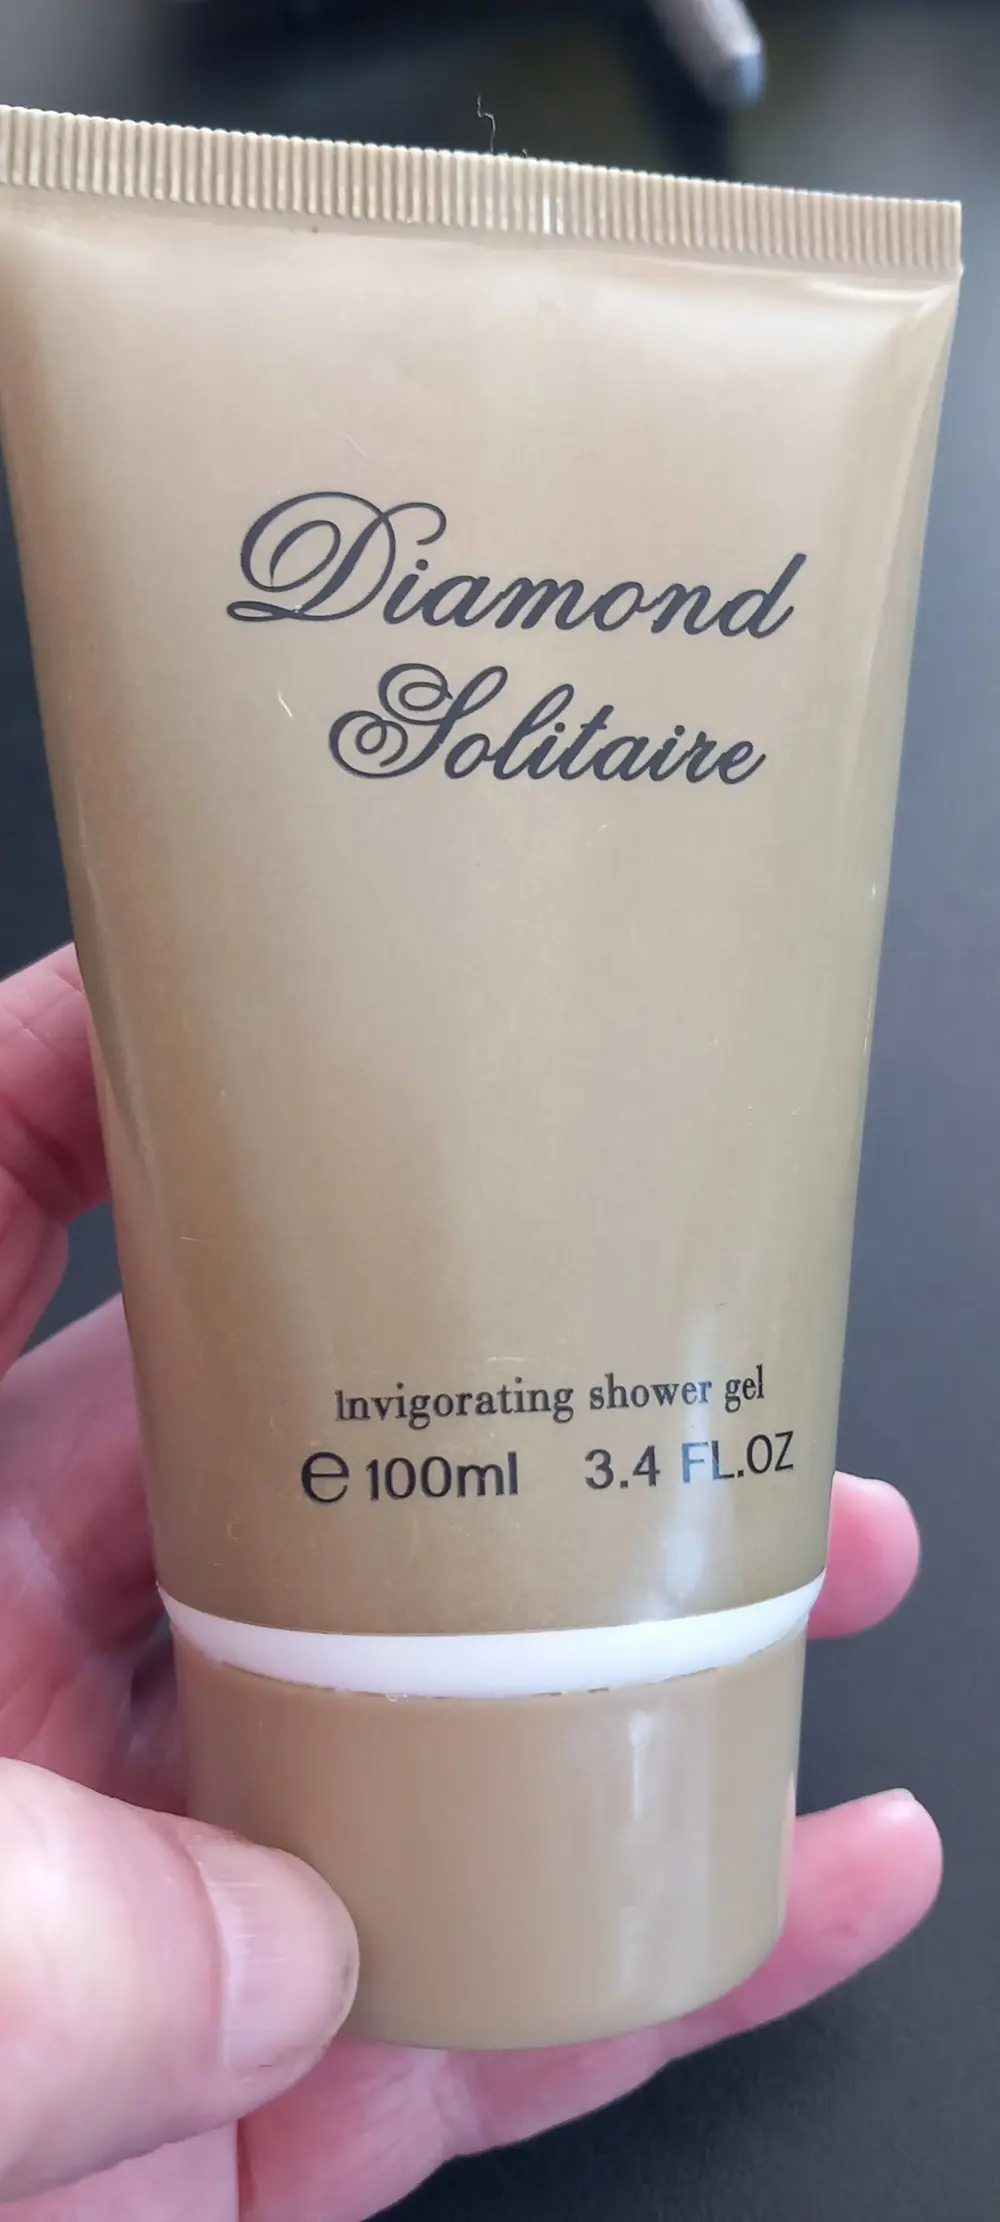 Diamond
Solitaire
Invigorating shower gel
℮ 100ml 3.4 FL.OZ